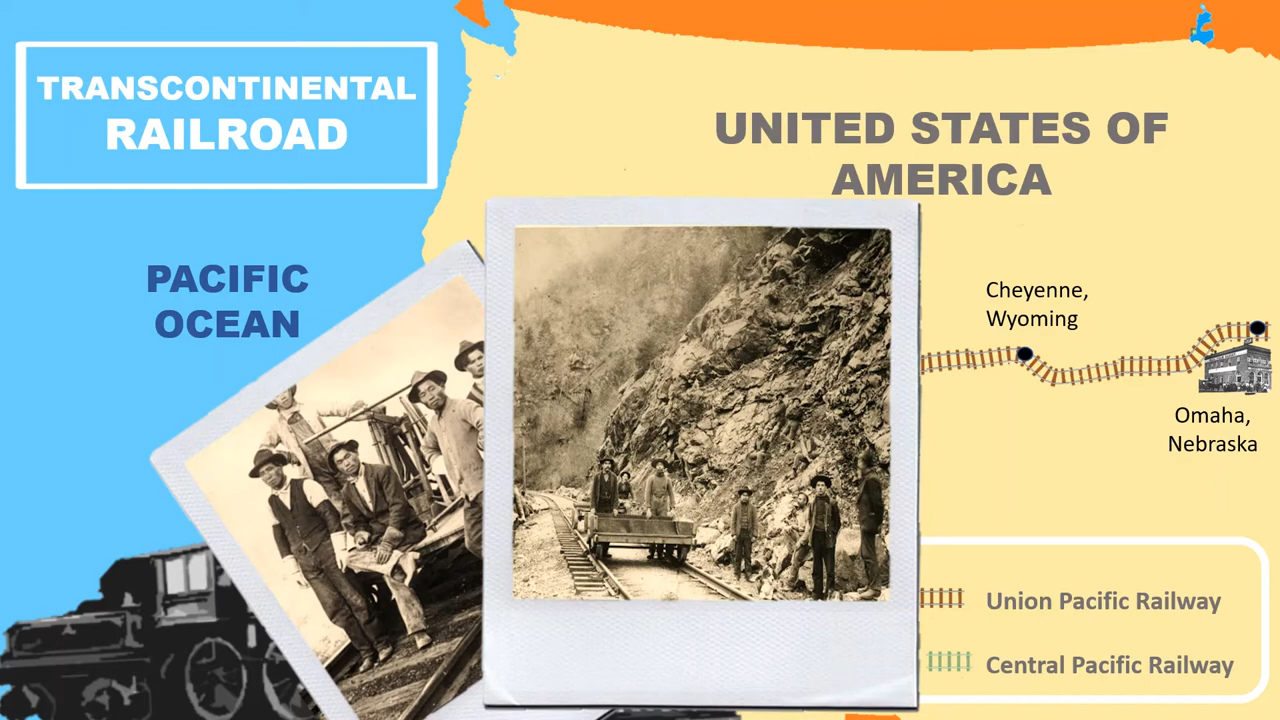 TRANSCONTINENTAL
RAILROAD
UNITED STATES OF
AMERICA
PACIFIC
OCEAN
Cheyenne,
Wyoming
Omaha,
Nebraska
Union Pacific Railway
Central Pacific Railway